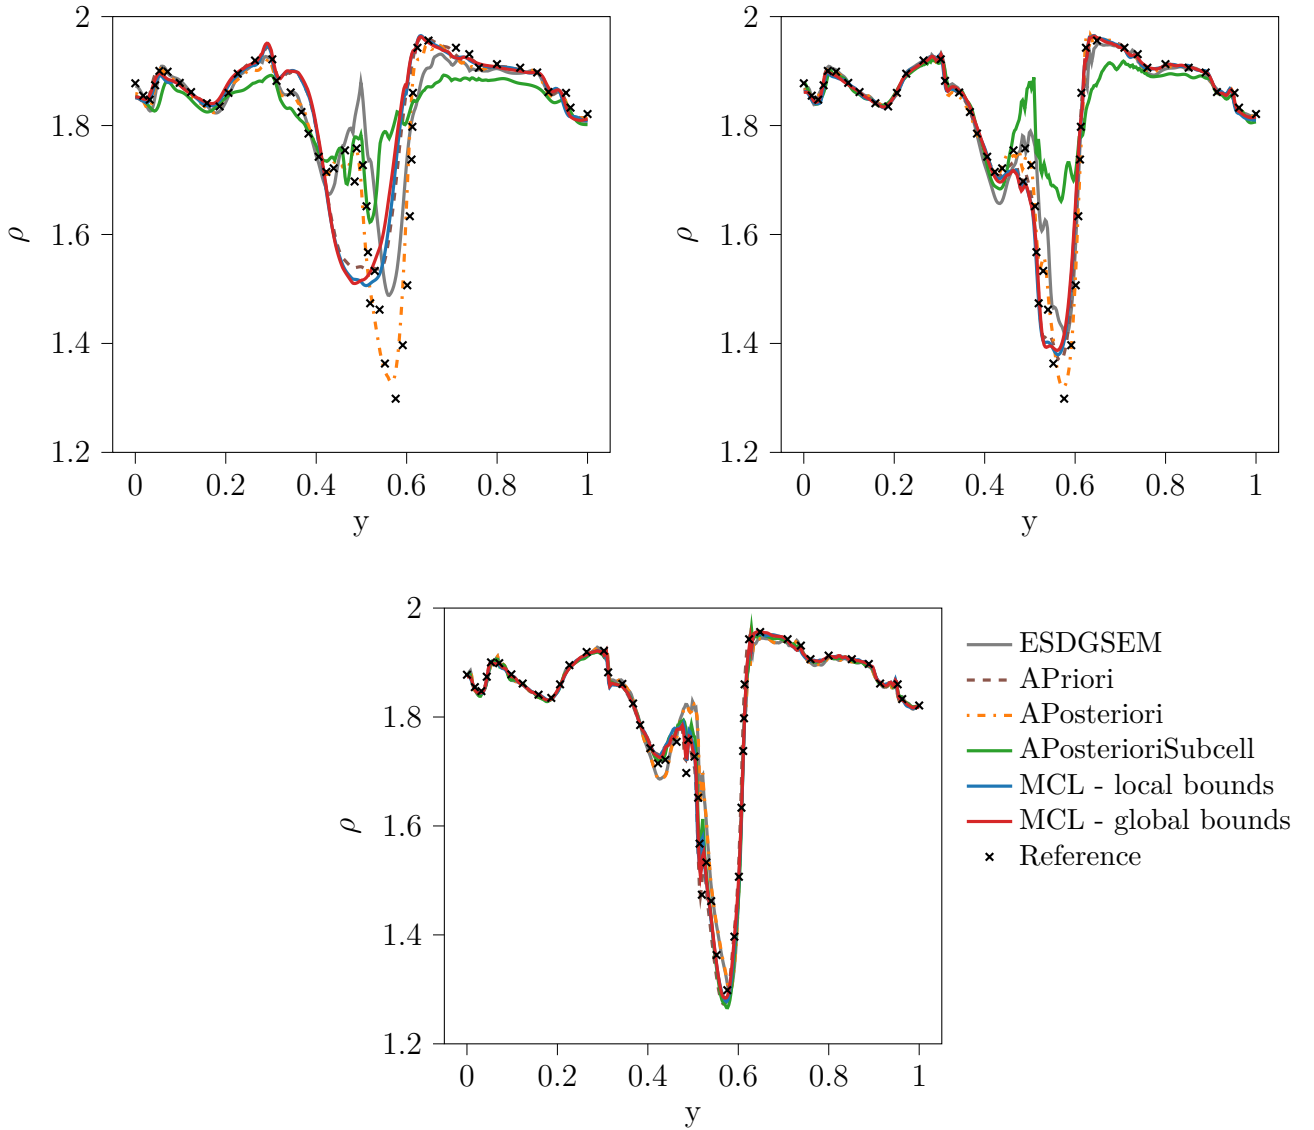 2
1.8
1.6
1.4
1.2
ρ
0
0.2
0.4
0.6
0.8
1
y
2
1.8
1.6
1.4
1.2
ρ
0
0.2
0.4
0.6
0.8
1
y
2
1.8
1.6
1.4
1.2
ρ
0
0.2
0.4
0.6
0.8
1
y
ESDGSEM
APriori
APosteriori
APosterioriSubcell
MCL - local bounds
MCL - global bounds
Reference